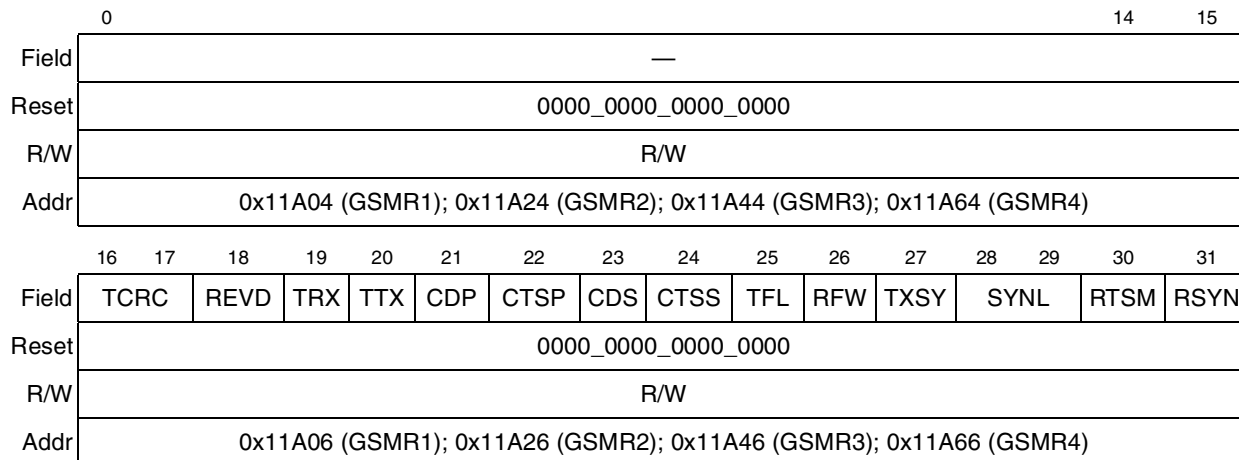 0 14 15
Field —
Reset 0000_0000_0000_0000
R/W R/W
Addr 0x11A04 (GSMR1); 0x11A24 (GSMR2); 0x11A44 (GSMR3); 0x11A64 (GSMR4)
16 17 18 19 20 21 22 23 24 25 26 27 28 29 30 31
Field TCRC REVD TRX TTX CDP CTSP CDS CTSS TFL RFW TXSY SYNL RTSM RSYN
Reset 0000_0000_0000_0000
R/W R/W
Addr 0x11A06 (GSMR1); 0x11A26 (GSMR2); 0x11A46 (GSMR3); 0x11A66 (GSMR4)